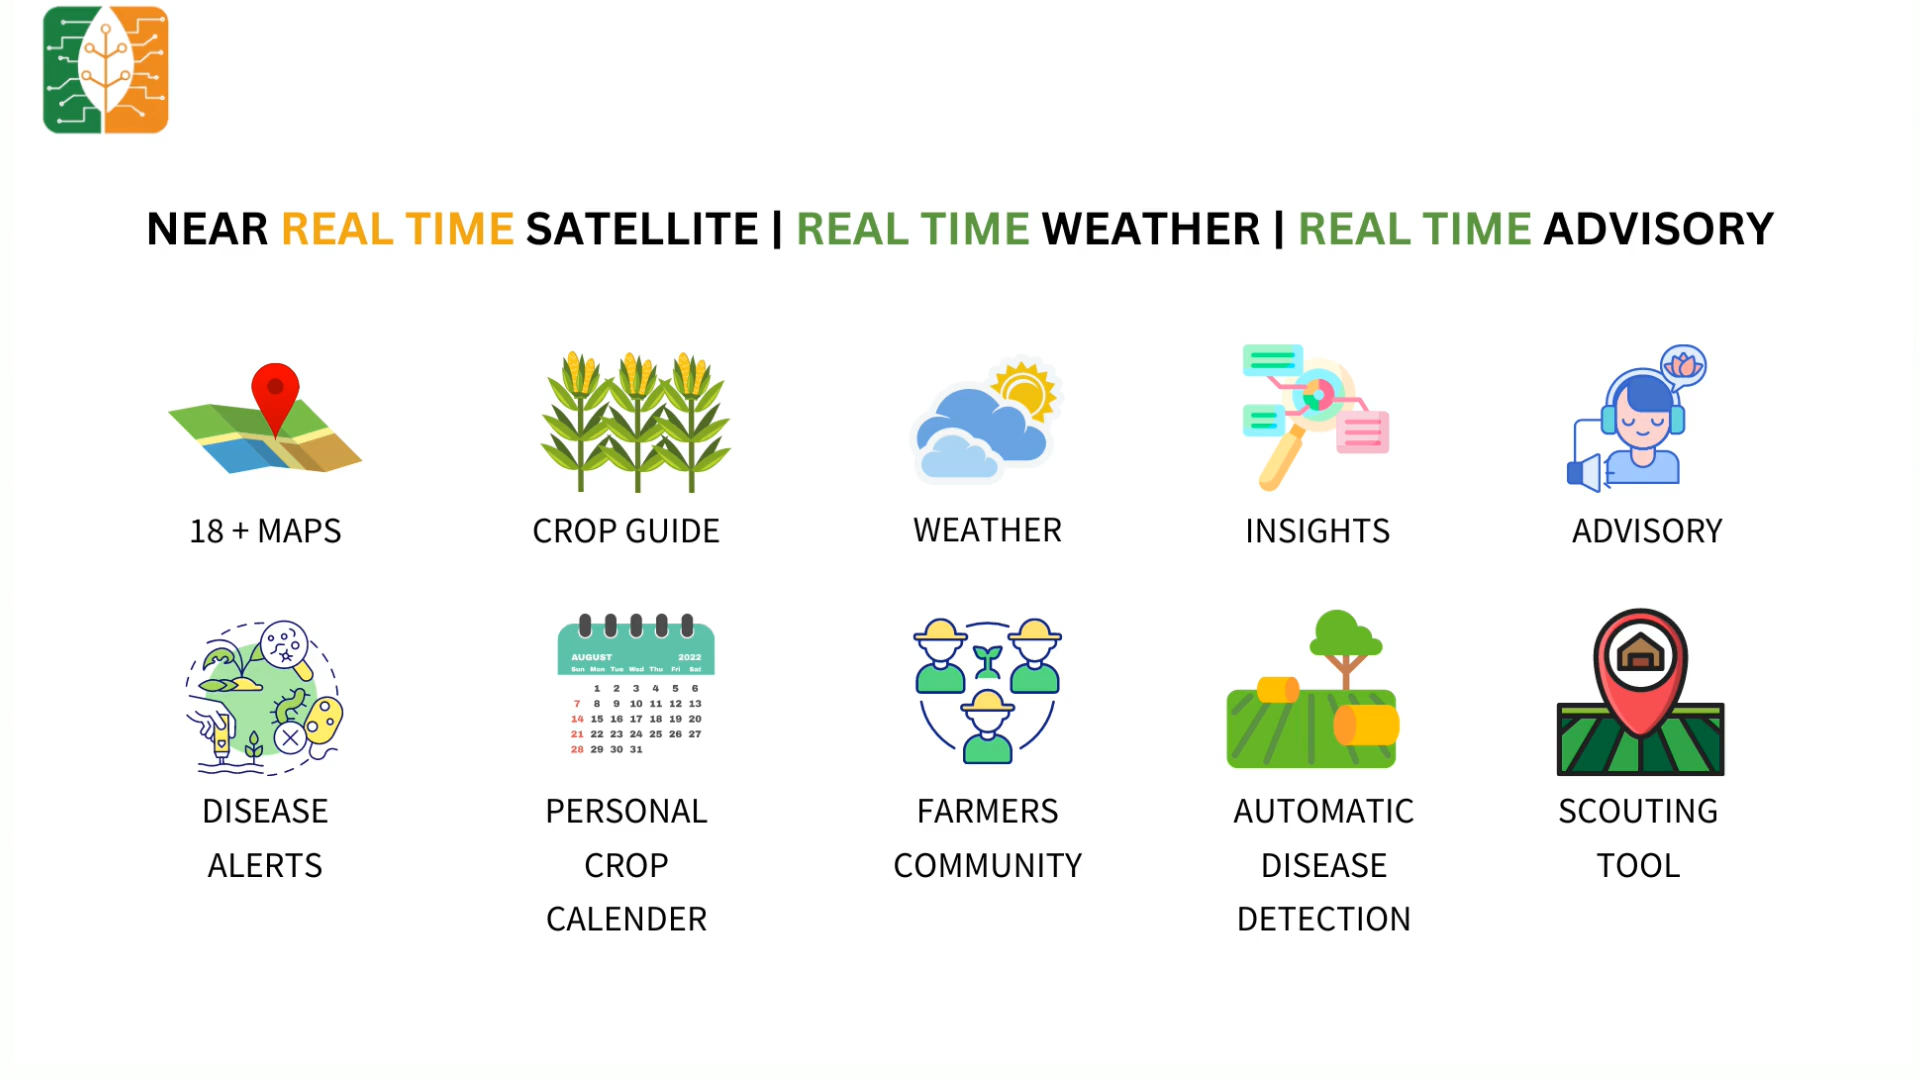 NEAR REAL TIME SATELLITE | REAL TIME WEATHER | REAL TIME ADVISORY
18 + MAPS
CROP GUIDE
WEATHER
INSIGHTS
ADVISORY
AUGUST 2022
Sun Mon Tue Wed Thu Fri Sat
1 2 3 4 5 6
7 8 9 10 11 12 13
14 15 16 17 18 19 20
21 22 23 24 25 26 27
28 29 30 31
DISEASE
ALERTS
PERSONAL
CROP
CALENDER
FARMERS
COMMUNITY
AUTOMATIC
DISEASE
DETECTION
SCOUTING
TOOL